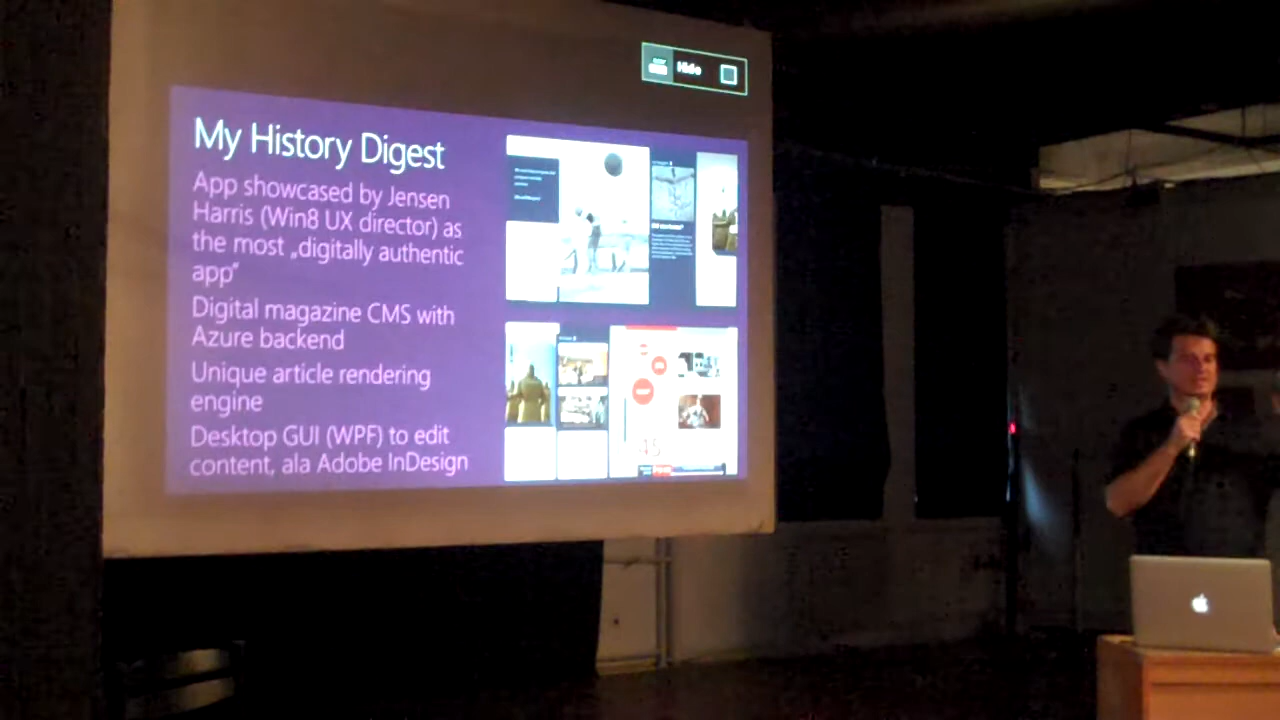 Hide
My History Digest
App showcased by Jensen
Harris (Win8 UX director) as
the most „digitally authentic
app“
Digital magazine CMS with
Azure backend
Unique article rendering
engine
Desktop GUI (WPF) to edit
content, ala Adobe InDesign
45